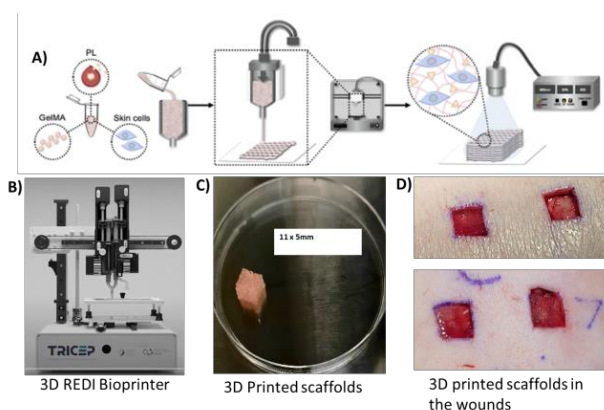 A)
PL
GelMA
Skin cells
B)
C)
D)
11 x 5mm
TRICEP
3D REDI Bioprinter
3D Printed scaffolds
3D printed scaffolds in
the wounds